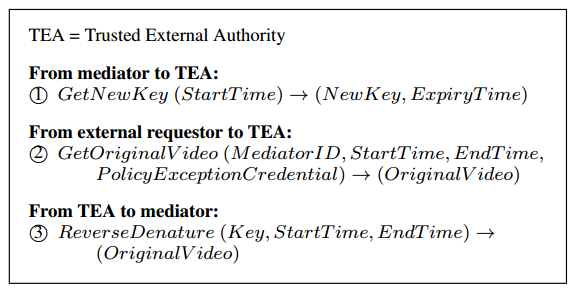 TEA = Trusted External Authority
From mediator to TEA:
① GetNewKey (StartTime) → (NewKey, ExpiryTime)
From external requestor to TEA:
② GetOriginalVideo (MediatorID, StartTime, EndTime,
PolicyExceptionCredential) → (OriginalVideo)
From TEA to mediator:
③ ReverseDenature (Key, StartTime, EndTime) →
(OriginalVideo)